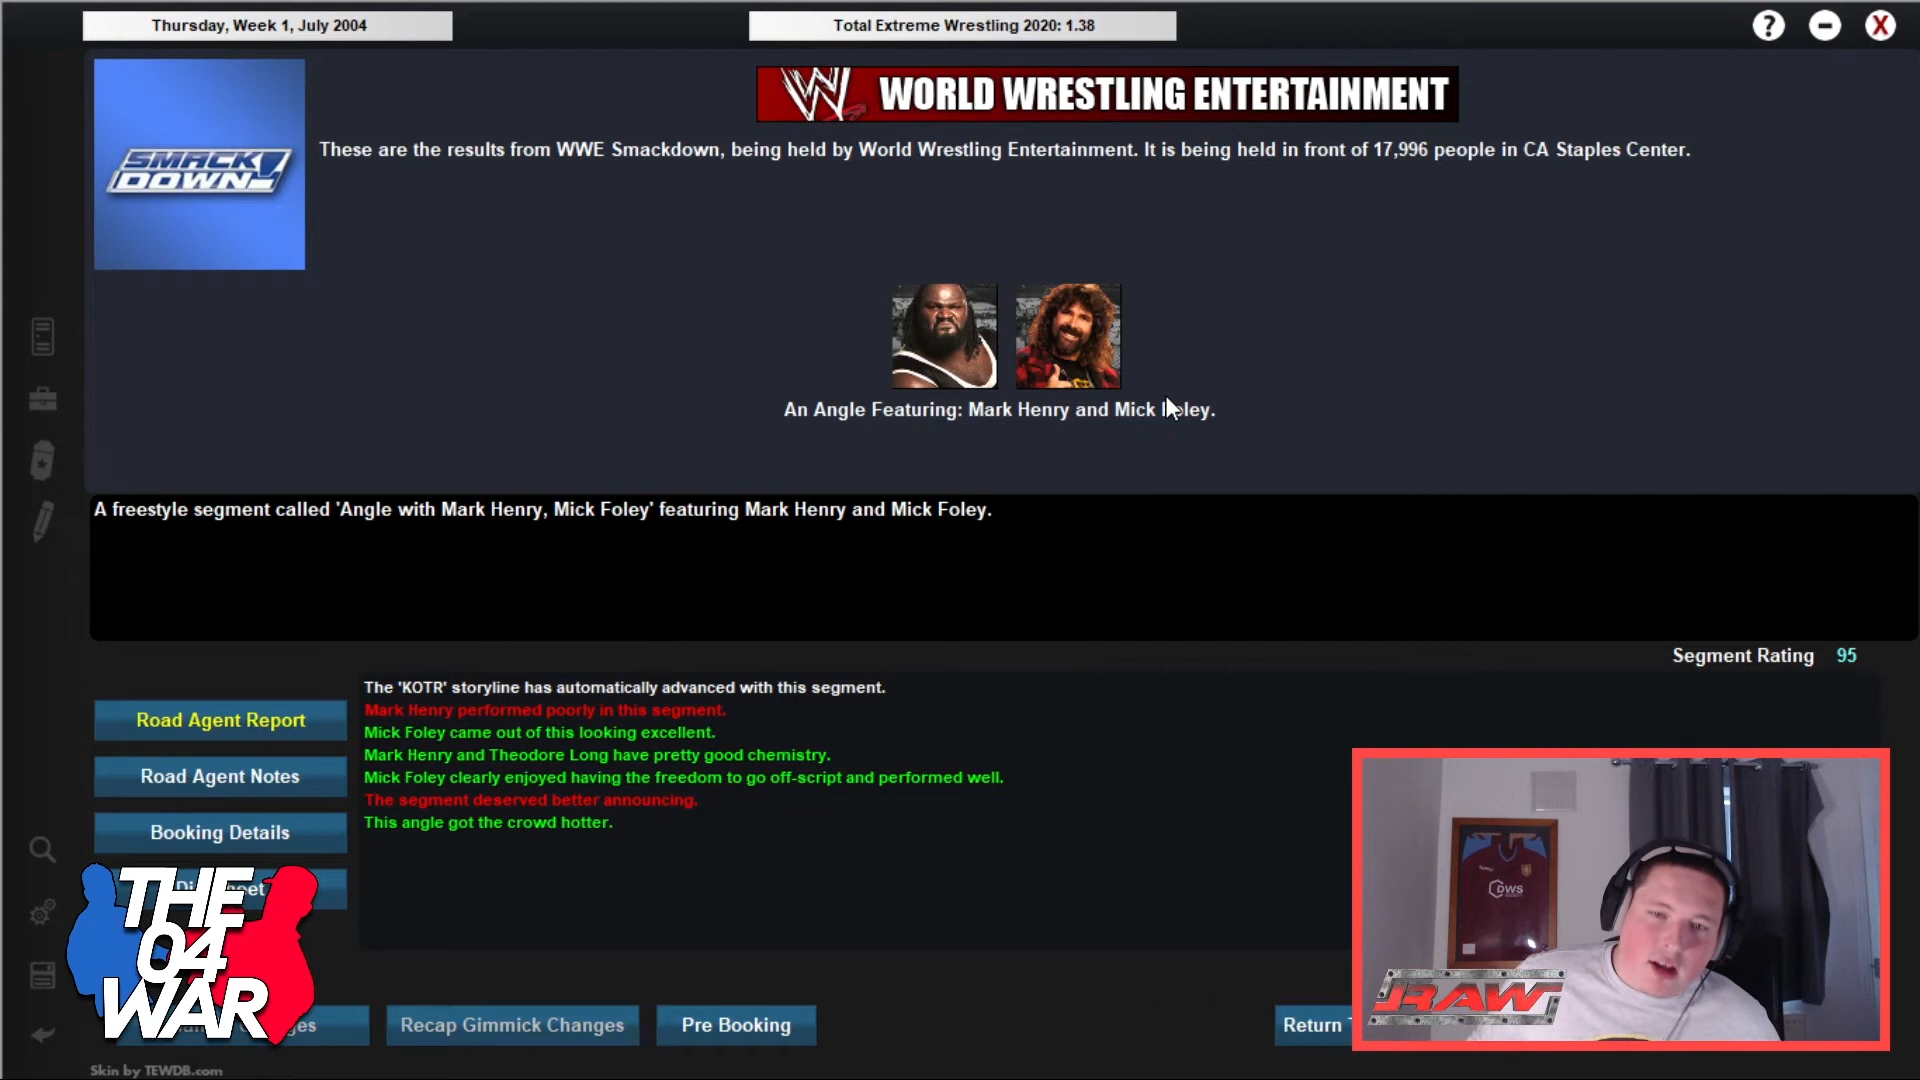 Thursday, Week 1, July 2004
Total Extreme Wrestling 2020: 1.38
?
X
W WORLD WRESTLING ENTERTAINMENT
SMACK DOWN!
These are the results from WWE Smackdown, being held by World Wrestling Entertainment. It is being held in front of 17,996 people in CA Staples Center.
An Angle Featuring: Mark Henry and Mick Foley.
A freestyle segment called 'Angle with Mark Henry, Mick Foley' featuring Mark Henry and Mick Foley.
Segment Rating 95
Road Agent Report
Road Agent Notes
Booking Details
The 'KOTR' storyline has automatically advanced with this segment.
Mark Henry performed poorly in this segment.
Mick Foley came out of this looking excellent.
Mark Henry and Theodore Long have pretty good chemistry.
Mick Foley clearly enjoyed having the freedom to go off-script and performed well.
The segment deserved better announcing.
This angle got the crowd hotter.
THE
04
WAR
Recap Gimmick Changes
Pre Booking
Return
DWS
RAW
Skin by TEWDB.com